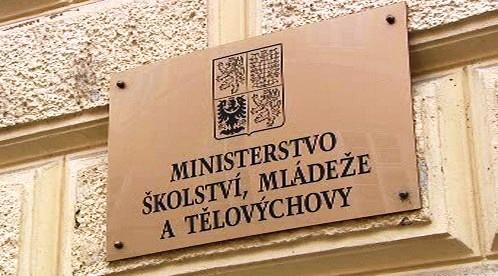 MINISTERSTVO
ŠKOLSTVÍ, MLÁDEŽE
A TĚLOVÝCHOVY